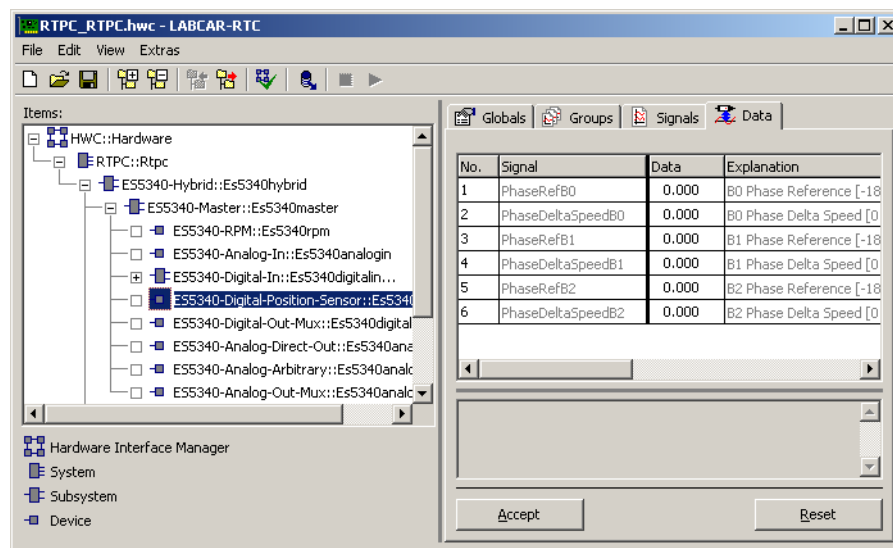 RTPC_RTPC.hwc - LABCAR-RTC
File Edit View Extras
Items:
HWC::Hardware
RTPC::Rtpc
ES5340-Hybrid::Es5340hybrid
ES5340-Master::Es5340master
ES5340-RPM::Es5340rpm
ES5340-Analog-In::Es5340analogin
ES5340-Digital-In::Es5340digitalin...
ES5340-Digital-Position-Sensor::Es5340
ES5340-Digital-Out-Mux::Es5340digital
ES5340-Analog-Direct-Out::Es5340ana
ES5340-Analog-Arbitrary::Es5340analo
ES5340-Analog-Out-Mux::Es5340analo
Hardware Interface Manager
System
Subsystem
Device
Globals Groups Signals Data
No. Signal Data Explanation
1 PhaseRefB0 0.000 B0 Phase Reference [-18
2 PhaseDeltaSpeedB0 0.000 B0 Phase Delta Speed [0
3 PhaseRefB1 0.000 B1 Phase Reference [-18
4 PhaseDeltaSpeedB1 0.000 B1 Phase Delta Speed [0
5 PhaseRefB2 0.000 B2 Phase Reference [-18
6 PhaseDeltaSpeedB2 0.000 B2 Phase Delta Speed [0
Accept Reset